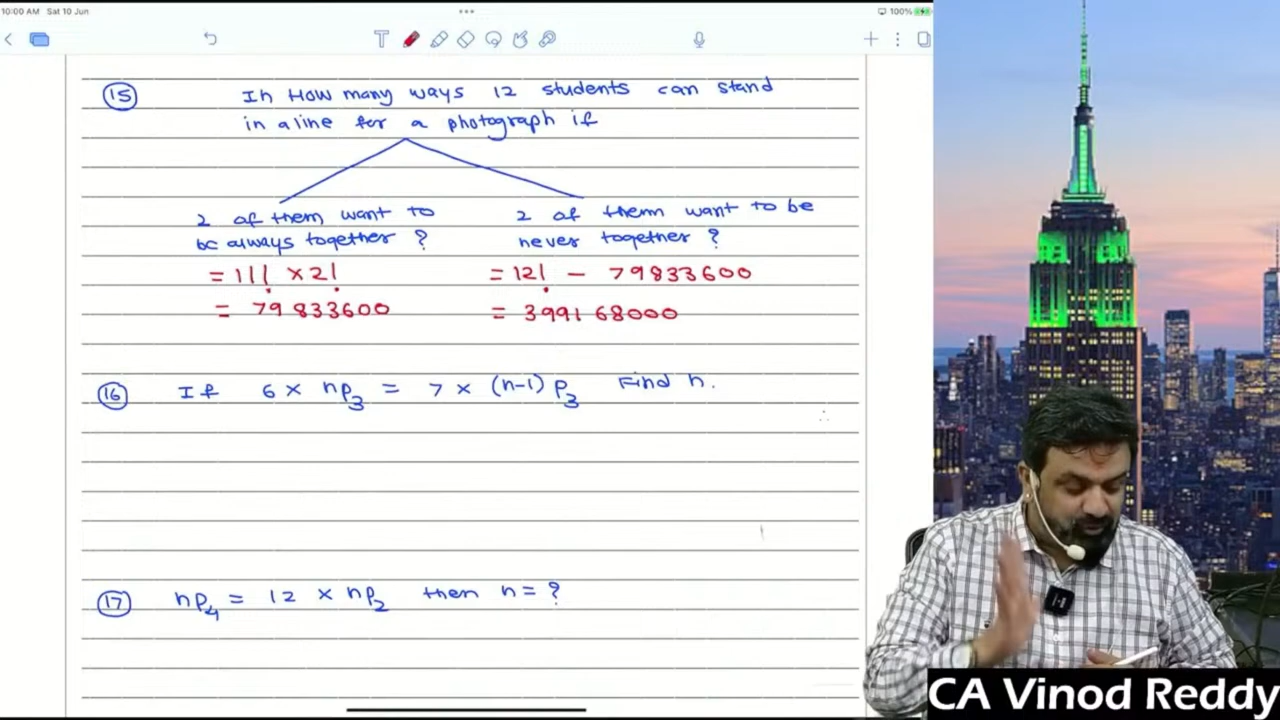 10:00 AM Sat 10 Jun
100%
T
15 In How many ways 12 students can stand
in a line for a photograph if
2 of them want to
be always together ?
= 11! × 2!
= 79833600
2 of them want to be
never together ?
= 12! − 79833600
= 399168000
16 If 6 × nP3 = 7 × (n-1) P3 Find n.
17 nP4 = 12 × nP2 then n = ?
CA Vinod Reddy